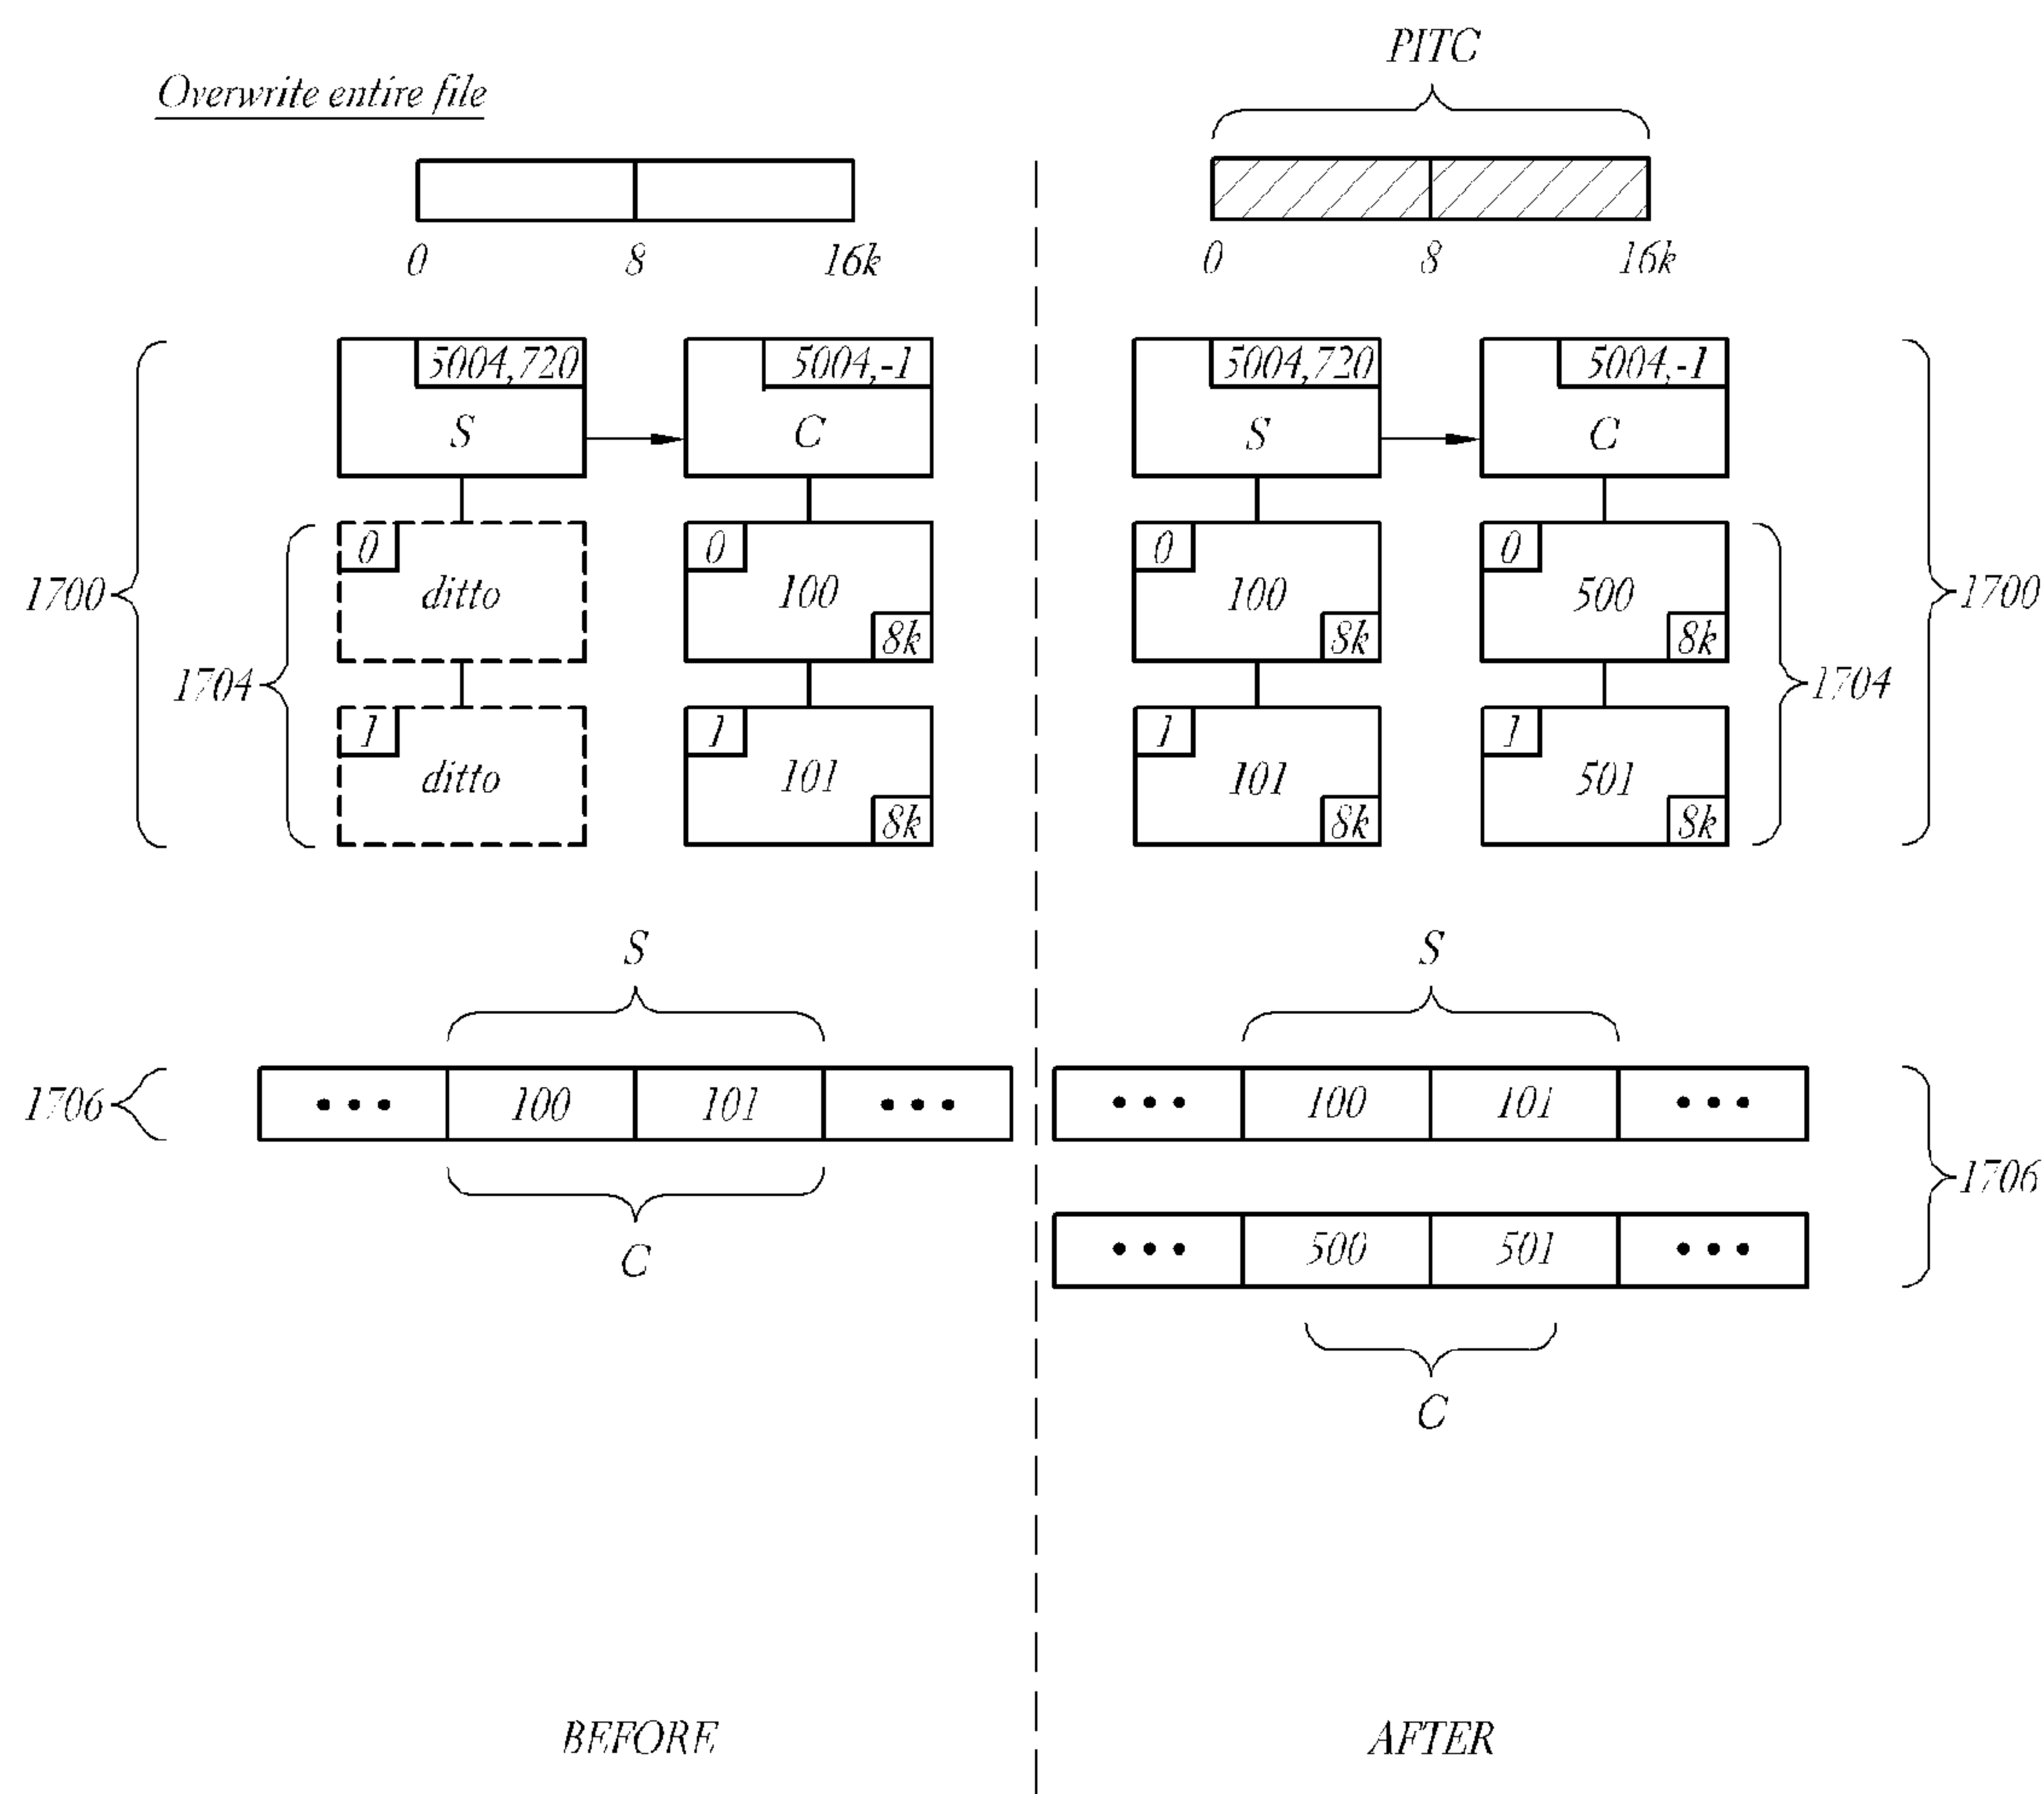 PITC
Overwrite entire file
0 8 16k
0 8 16k
5004,720
S
5004,-1
C
5004,720
S
5004,-1
C
0
ditto
0
100
8k
0
100
8k
0
500
8k
1700
1704
1704
1700
1
ditto
1
101
8k
1
101
8k
1
501
8k
S
S
1706
••• 100 101 •••
••• 100 101 •••
1706
C
••• 500 501 •••
C
BEFORE
AFTER